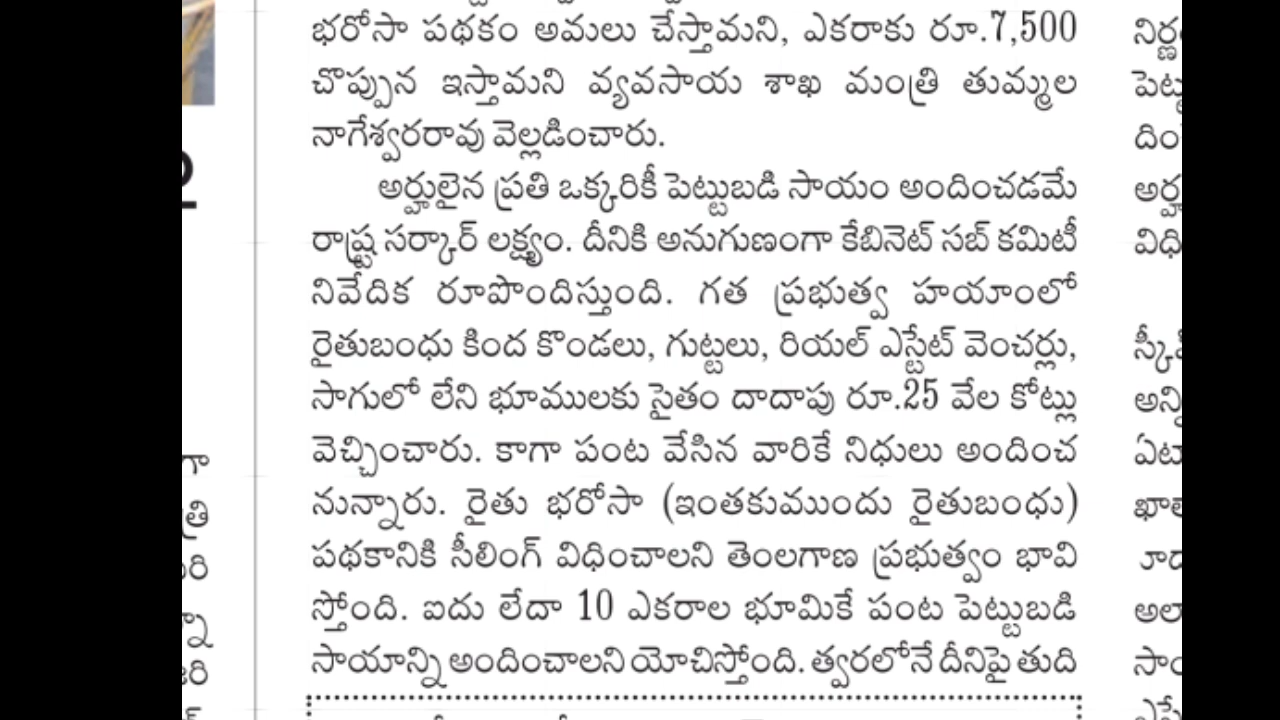 భరోసా పథకం అమలు చేస్తామని, ఎకరాకు రూ.7,500
చొప్పున ఇస్తామని వ్యవసాయ శాఖ మంత్రి తుమ్మల
నాగేశ్వరరావు వెల్లడించారు.
అర్హులైన ప్రతి ఒక్కరికీ పెట్టుబడి సాయం అందించడమే
రాష్ట్ర సర్కార్ లక్ష్యం. దీనికి అనుగుణంగా కేబినెట్ సబ్ కమిటీ
నివేదిక రూపొందిస్తుంది. గత ప్రభుత్వ హయాంలో
రైతుబంధు కింద కొండలు, గుట్టలు, రియల్ ఎస్టేట్ వెంచర్లు,
సాగులో లేని భూములకు సైతం దాదాపు రూ.25 వేల కోట్లు
వెచ్చించారు. కాగా పంట వేసిన వారికే నిధులు అందించ
నున్నారు. రైతు భరోసా (ఇంతకుముందు రైతుబంధు)
పథకానికి సీలింగ్ విధించాలని తెంలగాణ ప్రభుత్వం భావి
స్తోంది. ఐదు లేదా 10 ఎకరాల భూమికే పంట పెట్టుబడి
సాయాన్ని అందించాలని యోచిస్తోంది. త్వరలోనే దీనిపై తుది